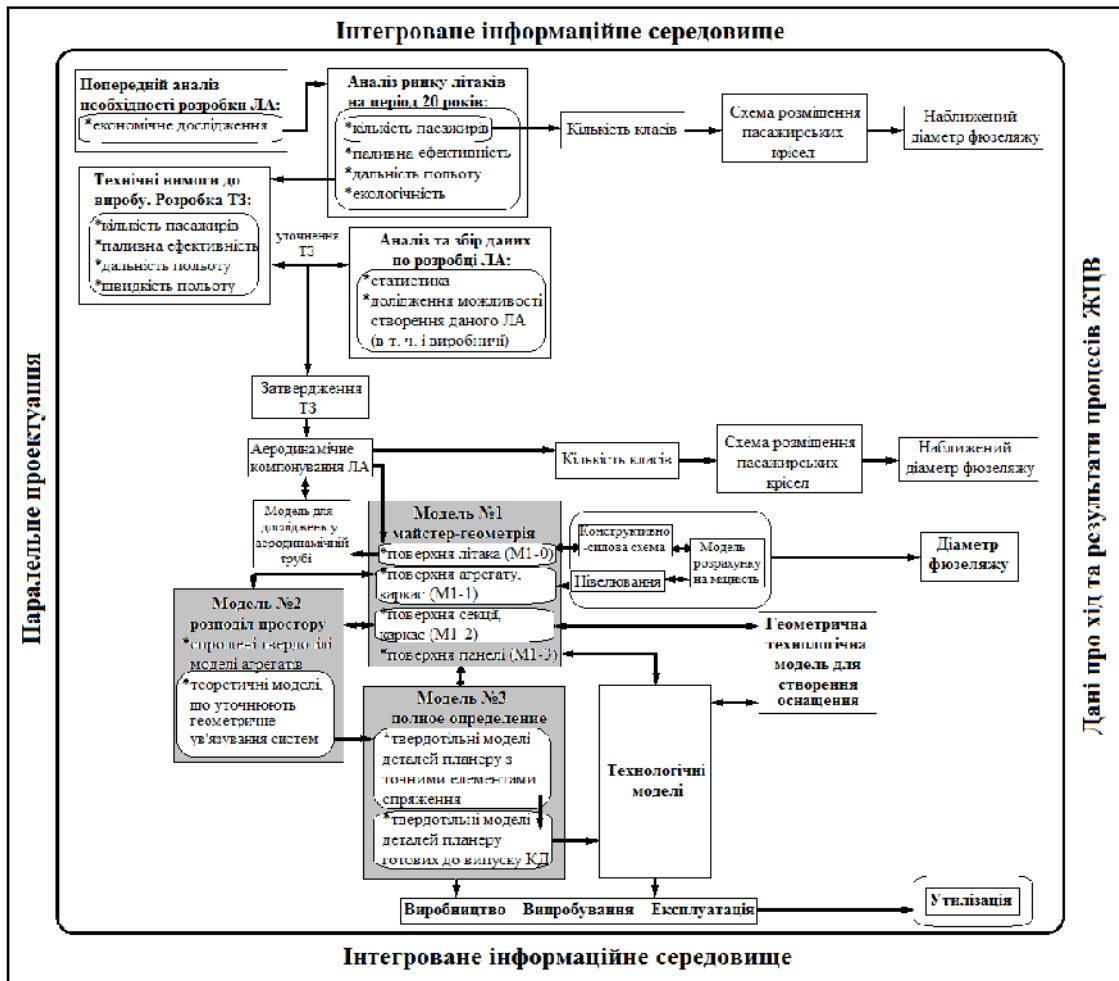 Інтегроване інформаційне середовище
Попередній аналіз
необхідності розробки ЛА:
*економічне дослідження
Аналіз ринку літаків
на період 20 років:
*кількість пасажирів
*паливна ефективність
*дальність польоту
*екологічність
Кількість класів
Схема розміщення
пасажирських
крісел
Наближений
діаметр фюзеляжу
Технічні вимоги до
виробу. Розробка ТЗ:
*кількість пасажирів
*паливна ефективність
*дальність польоту
*швидкість польоту
уточнення
ТЗ
Аналіз та збір даних
по розробці ЛА:
*статистика
*долідження можливості
створення даного ЛА
(в т. ч. і виробничі)
Затвердження
ТЗ
Аеродинамічне
компонування ЛА
Кількість класів
Схема розміщення
пасажирських
крісел
Наближений
діаметр фюзеляжу
Модель для
досліджень у
аеродинамічній
трубі
Модель №1
майстер-геометрія
*поверхня літака (М1-0)
*поверхня агрегату,
каркас (М1-1)
*поверхня секції,
каркас (М1-2)
*поверхня панелі (М1-3)
Конструктивно
-силова схема
Нівелювання
Модель
розрахунку
на міцність
Діаметр
фюзеляжу
Модель №2
розподіл простору
*спрощені твердотілі
моделі агрегатів
*теоретичні моделі,
що уточнюють
геометричне
ув'язування систем
Геометрична
технологічна
модель для
створення
оснащення
Модель №3
полное определение
*твердотільні моделі
деталей планеру з
точними елементами
спряження
*твердотільні моделі
деталей планеру
готових до випуску КД
Технологічні
моделі
Виробництво Випробування Експлуатація
Утилізація
Інтегроване інформаційне середовище
Паралельне проектуання
Дані про хід та результати процесів ЖЦВ